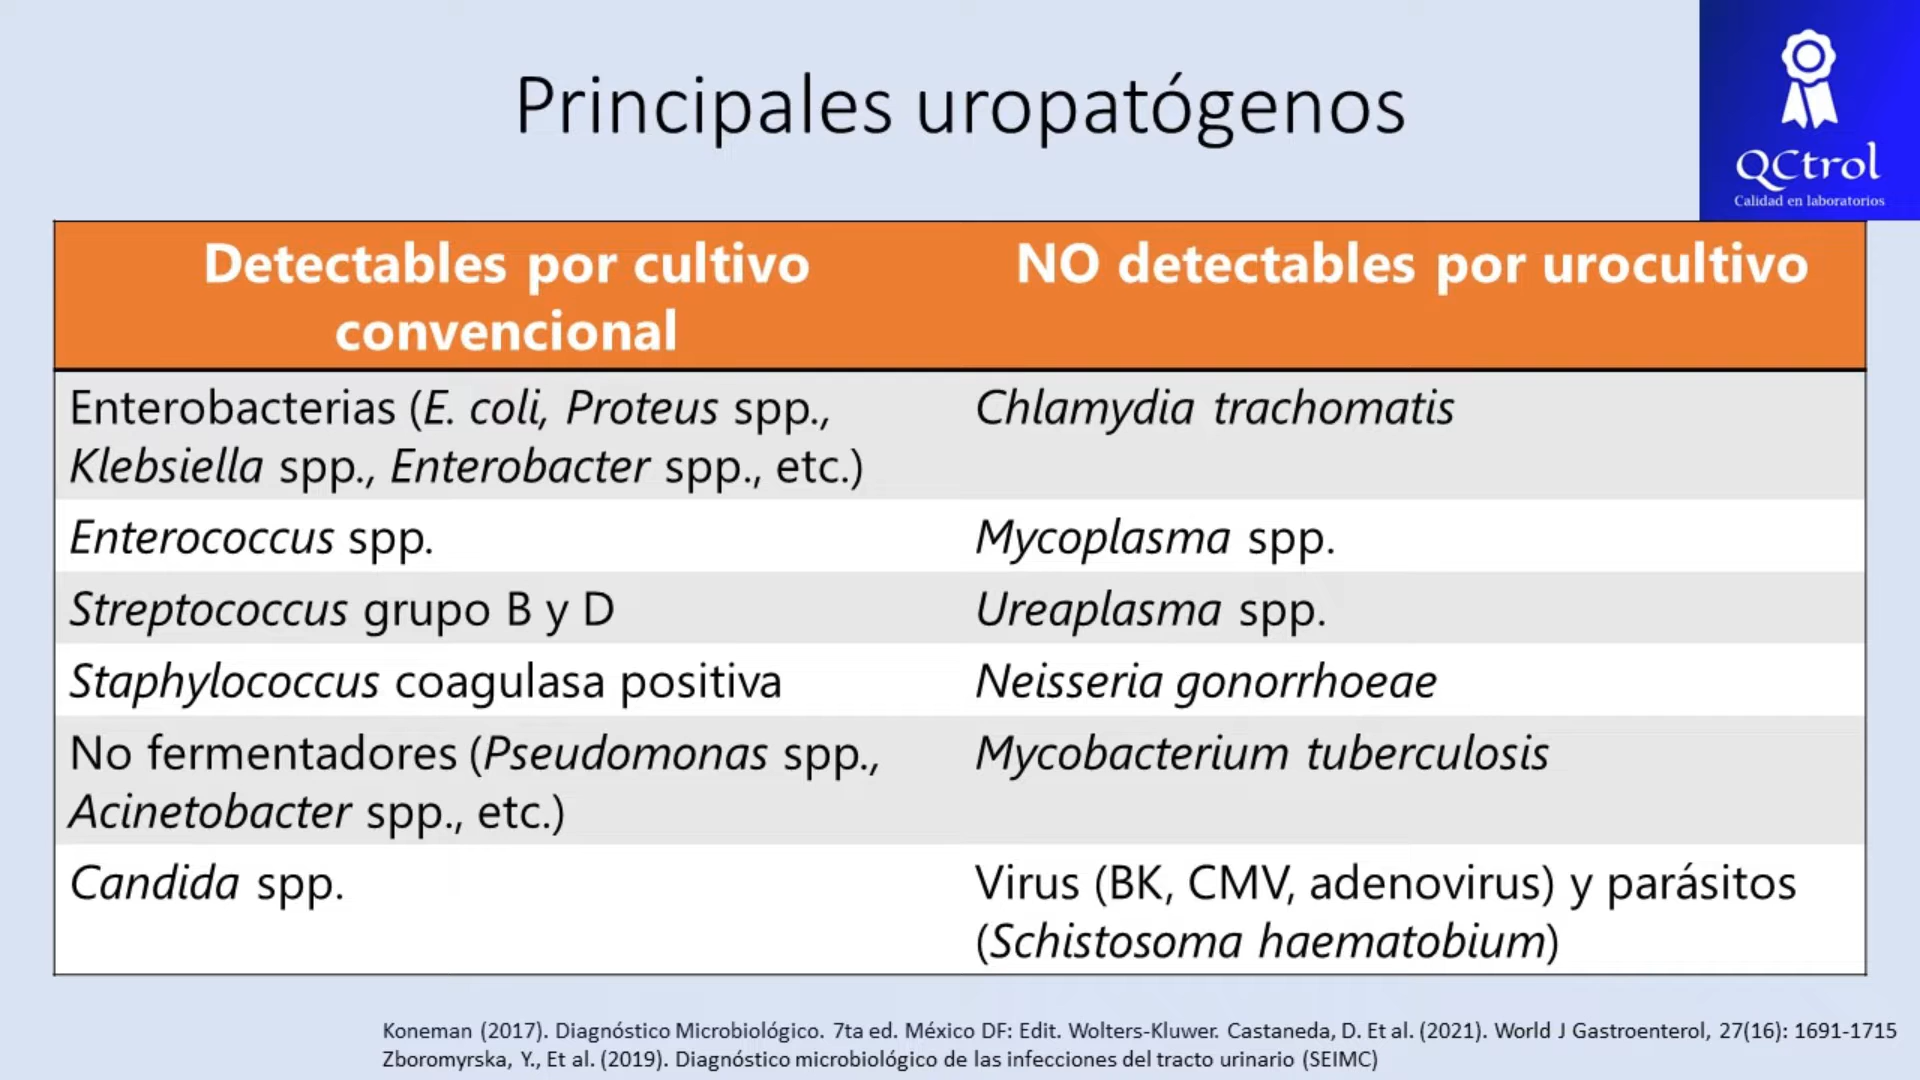 Principales uropatógenos
QCtrol
Calidad en laboratorios
Detectables por cultivo
convencional
NO detectables por urocultivo
Enterobacterias (E. coli, Proteus spp.,
Klebsiella spp., Enterobacter spp., etc.)
Chlamydia trachomatis
Enterococcus spp.
Mycoplasma spp.
Streptococcus grupo B y D
Ureaplasma spp.
Staphylococcus coagulasa positiva
Neisseria gonorrhoeae
No fermentadores (Pseudomonas spp.,
Acinetobacter spp., etc.)
Mycobacterium tuberculosis
Candida spp.
Virus (BK, CMV, adenovirus) y parásitos
(Schistosoma haematobium)
Koneman (2017). Diagnóstico Microbiológico. 7ta ed. México DF: Edit. Wolters-Kluwer. Castaneda, D. Et al. (2021). World J Gastroenterol, 27(16): 1691-1715
Zboromyrska, Y., Et al. (2019). Diagnóstico microbiológico de las infecciones del tracto urinario (SEIMC)